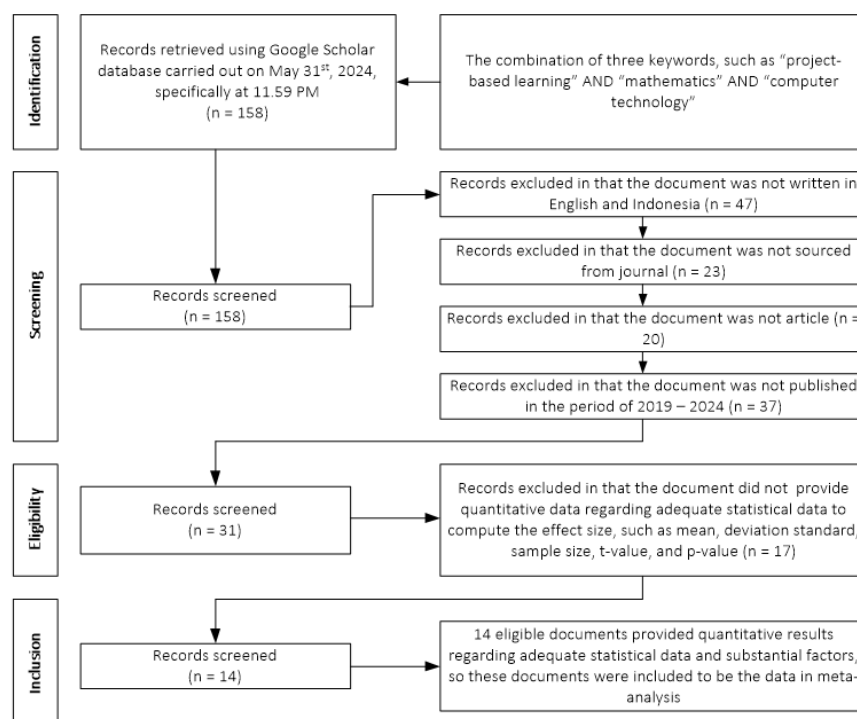 Identification
Records retrieved using Google Scholar
database carried out on May 31st, 2024,
specifically at 11.59 PM
(n = 158)
The combination of three keywords, such as “project-
based learning” AND “mathematics” AND “computer
technology”
Screening
Records screened
(n = 158)
Records excluded in that the document was not written in
English and Indonesia (n = 47)
Records excluded in that the document was not sourced
from journal (n = 23)
Records excluded in that the document was not article (n =
20)
Records excluded in that the document was not published
in the period of 2019 – 2024 (n = 37)
Eligibility
Records screened
(n = 31)
Records excluded in that the document did not provide
quantitative data regarding adequate statistical data to
compute the effect size, such as mean, deviation standard,
sample size, t-value, and p-value (n = 17)
Inclusion
Records screened
(n = 14)
14 eligible documents provided quantitative results
regarding adequate statistical data and substantial factors,
so these documents were included to be the data in meta-
analysis